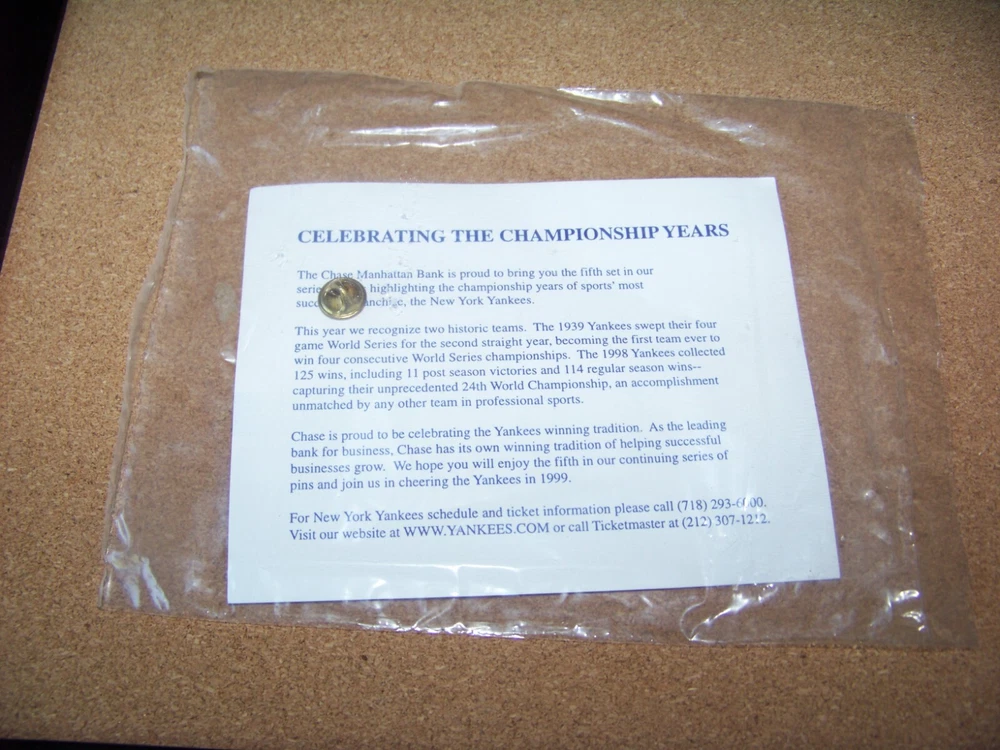 CELEBRATING THE CHAMPIONSHIP YEARS
The Chase Manhattan Bank is proud to bring you the fifth set in our
highlighting the championship years of sports' most
the New York Yankees.
This year we recognize two historic teams. The 1939 Yankees swept their four
game World Series for the second straight year, becoming the first team ever to
win four consecutive World Series championships. The 1998 Yankees collected
125 wins, including 11 post season victories and 114 regular season wins--
capturing their unprecedented 24th World Championship, an accomplishment
unmatched by any other team in professional sports.
Chase is proud to be celebrating the Yankees winning tradition. As the leading
bank for business, Chase has its own winning tradition of helping successful
businesses grow. We hope you will enjoy the fifth in our continuing series of
pins and join us in cheering the Yankees in 1999.
For New York Yankees schedule and ticket information please call (718)
Visit our website at WWW.YANKEES.COM or call Ticketmaster at (212) 307-1212.